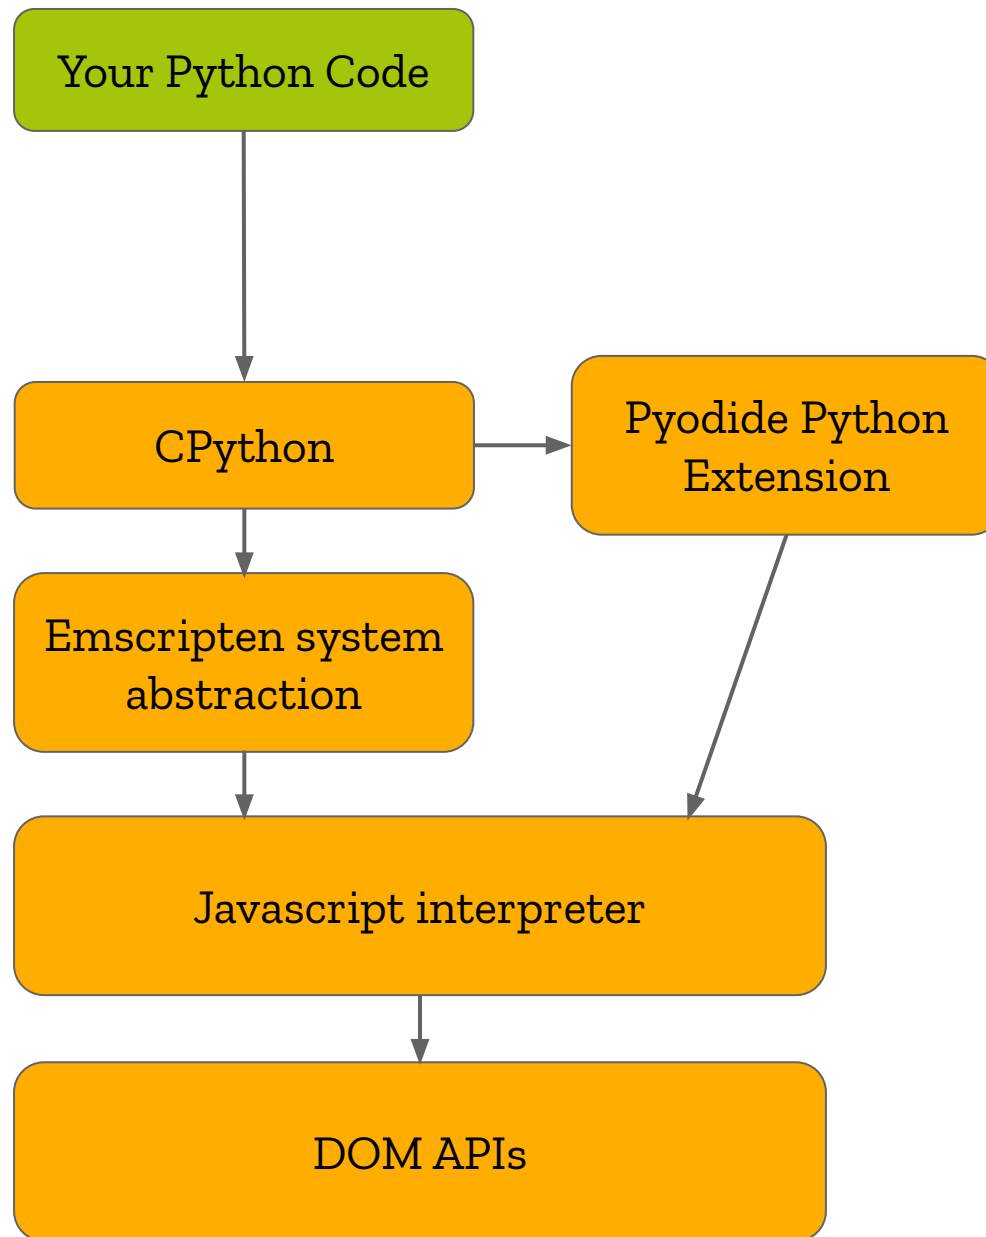 Your Python Code
CPython
Pyodide Python
Extension
Emscripten system
abstraction
Javascript interpreter
DOM APIs